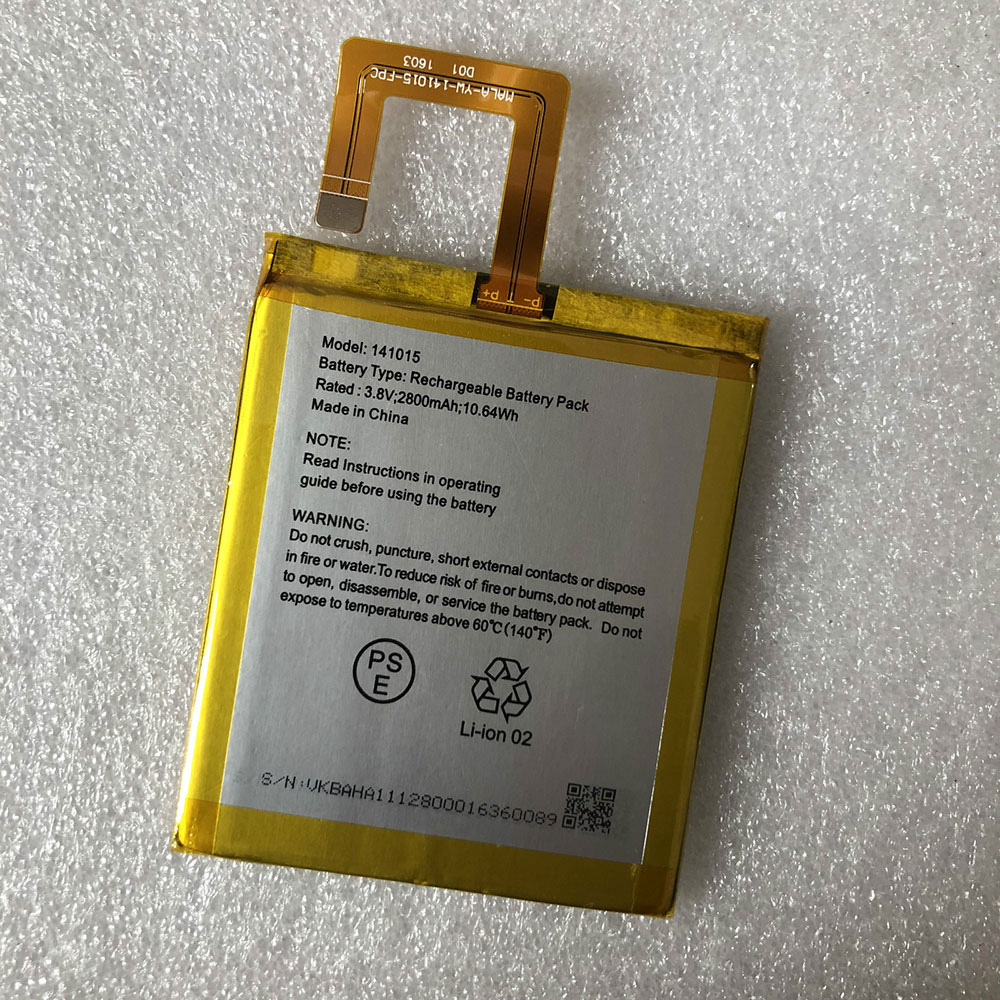 MALA-YW-141015-FPC
D01 1603
P- T P+
Model: 141015
Battery Type: Rechargeable Battery Pack
Rated : 3.8V;2800mAh;10.64Wh
Made in China
NOTE:
Read Instructions in operating
guide before using the battery
WARNING:
Do not crush, puncture, short external contacts or dispose
in fire or water.To reduce risk of fire or burns,do not attempt
to open, disassemble, or service the battery pack. Do not
expose to temperatures above 60℃(140℉)
PS
E
Li-ion 02
S/N:VKBAHA1112800016360089